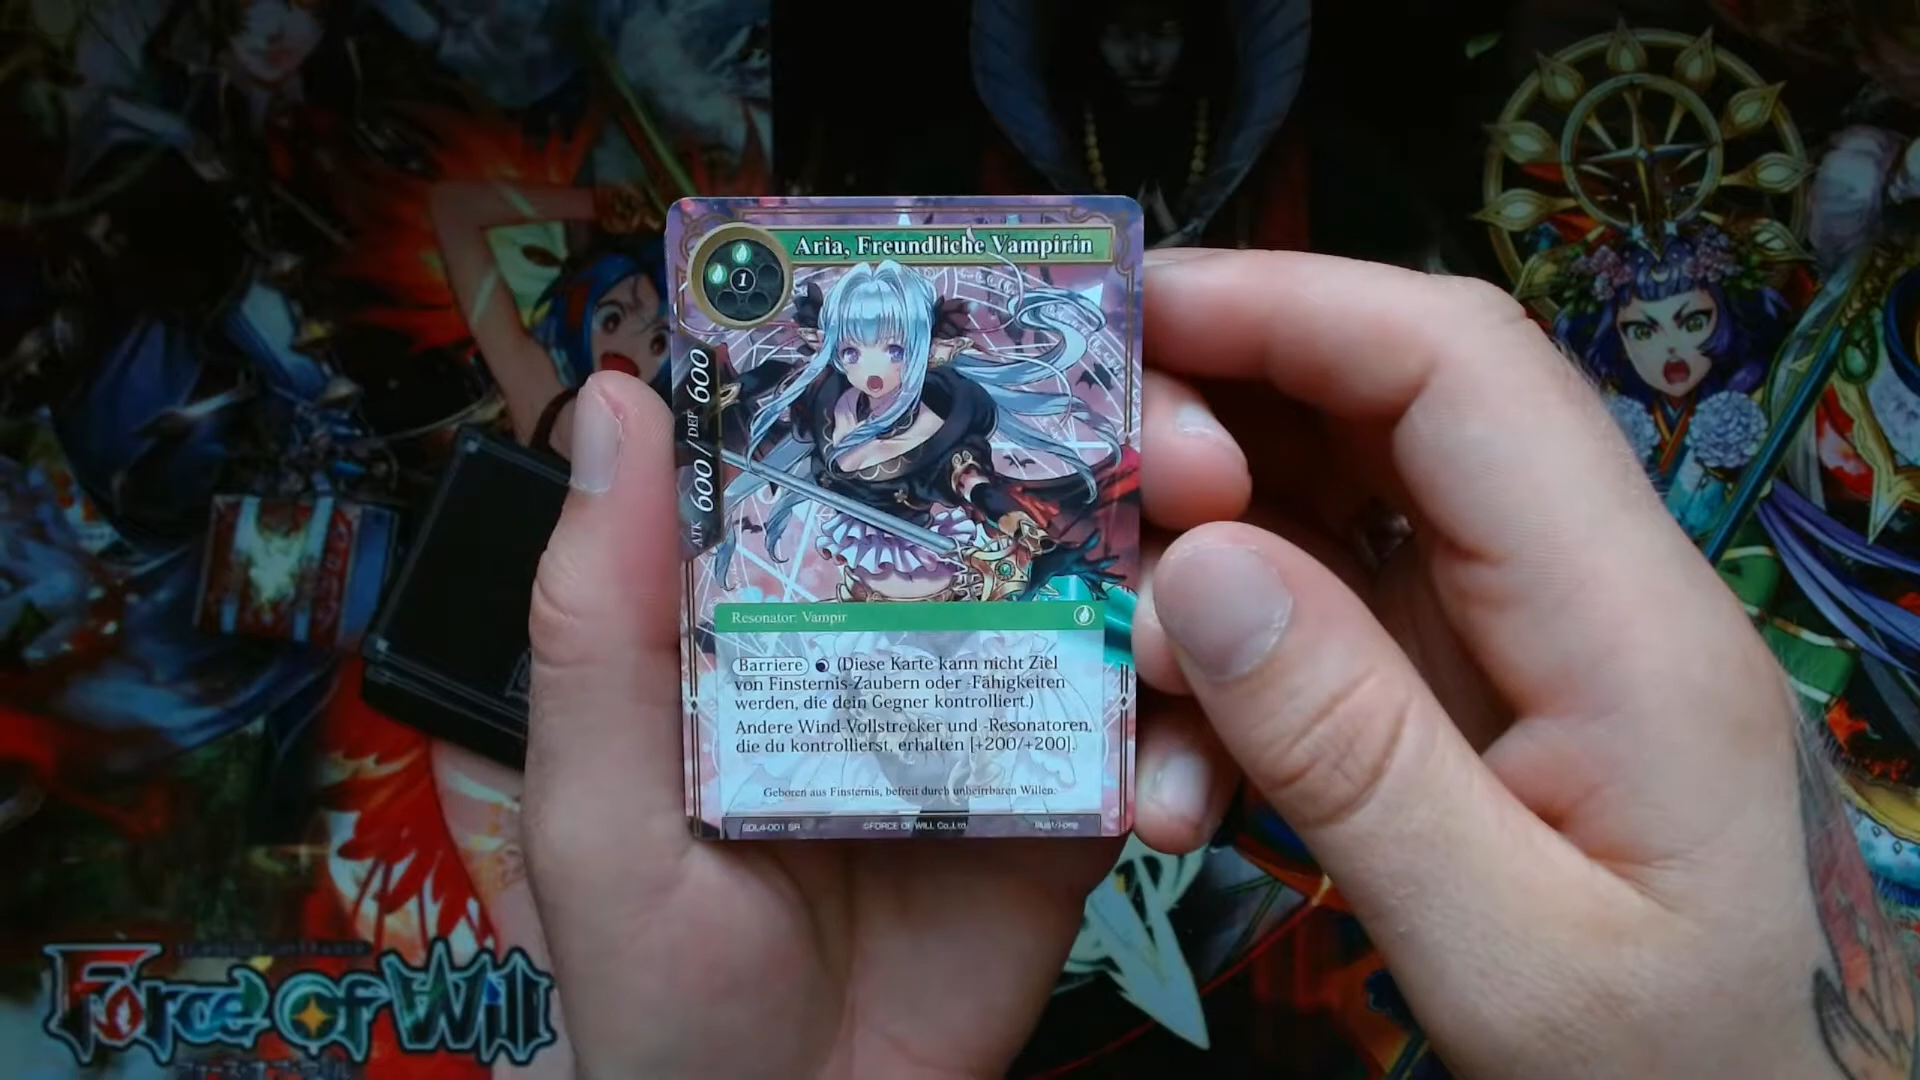 Aria, Freundliche Vampirin
1
ATK 600 / DEF 600
Resonator: Vampir
Barriere (Diese Karte kann nicht Ziel
von Finsternis-Zaubern oder -Fähigkeiten
werden, die dein Gegner kontrolliert.)
Andere Wind-Vollstrecker und -Resonatoren,
die du kontrollierst, erhalten [+200/+200].
Geboren aus Finsternis, befreit durch unbeirrbaren Willen.
SDL4-001 SR ©FORCE OF WILL Co.,Ltd.
Force of Will